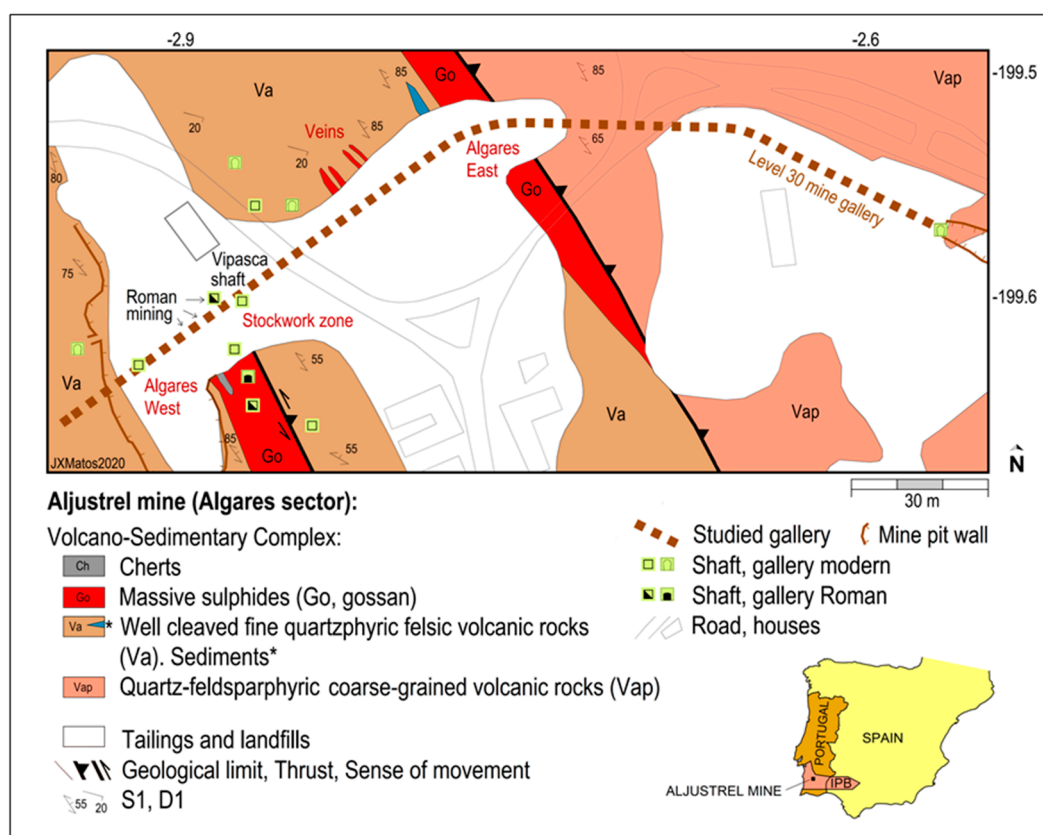 -2.9
-2.6
-199.5
-199.6
Va
85
Go
85
Vap
20
Veins
85
20
65
Algares
East
Go
Level 30 mine gallery
80
75
Vipasca
shaft
Roman
mining
Stockwork zone
Va
Algares
West
55
85
Go
55
Va
Vap
JXMatos2020
N
30 m
Aljustrel mine (Algares sector):
Volcano-Sedimentary Complex:
Ch Cherts
Go Massive sulphides (Go, gossan)
Va * Well cleaved fine quartzphyric felsic volcanic rocks
(Va). Sediments*
Vap Quartz-feldsparphyric coarse-grained volcanic rocks (Vap)
Tailings and landfills
Geological limit, Thrust, Sense of movement
55 20 S1, D1
Studied gallery Mine pit wall
Shaft, gallery modern
Shaft, gallery Roman
Road, houses
PORTUGAL
SPAIN
IPB
ALJUSTREL MINE